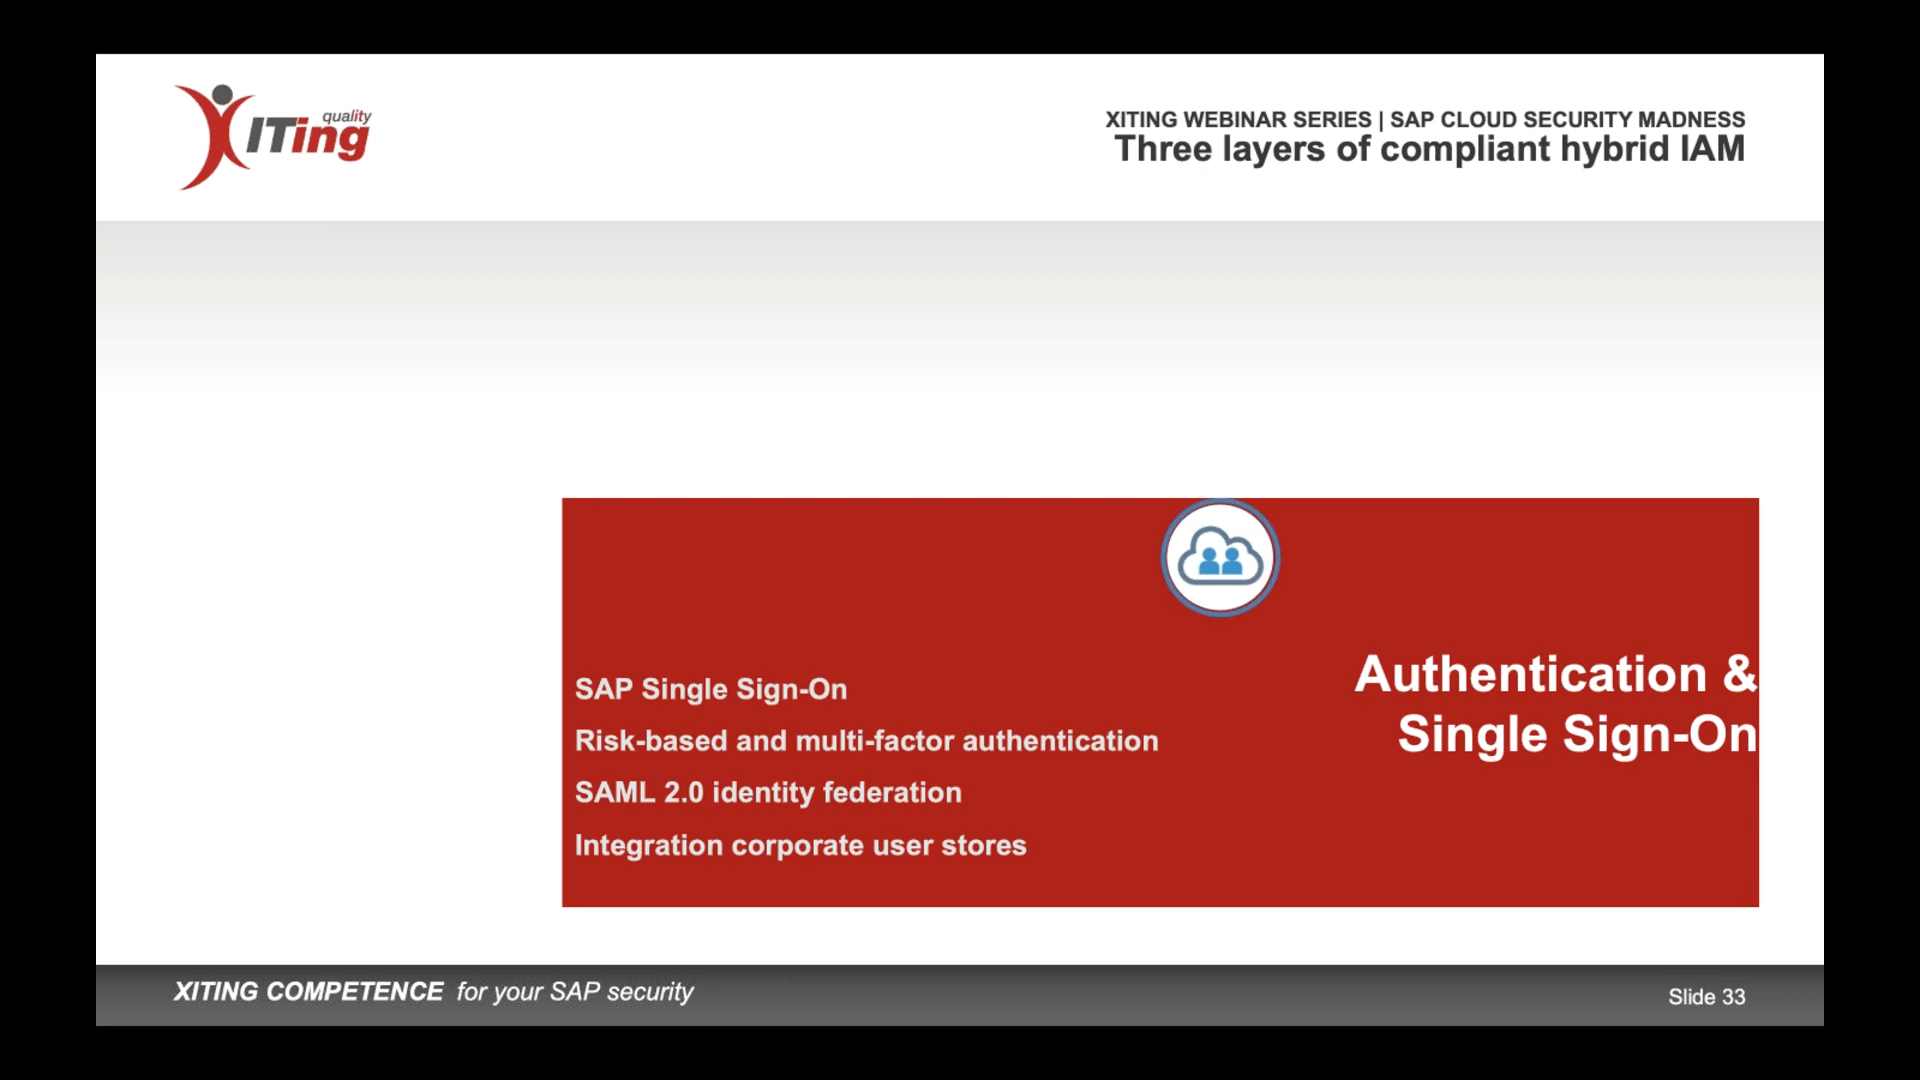 quality
XITing
XITING WEBINAR SERIES | SAP CLOUD SECURITY MADNESS
Three layers of compliant hybrid IAM
SAP Single Sign-On
Risk-based and multi-factor authentication
SAML 2.0 identity federation
Integration corporate user stores
Authentication &
Single Sign-On
XITING COMPETENCE for your SAP security
Slide 33